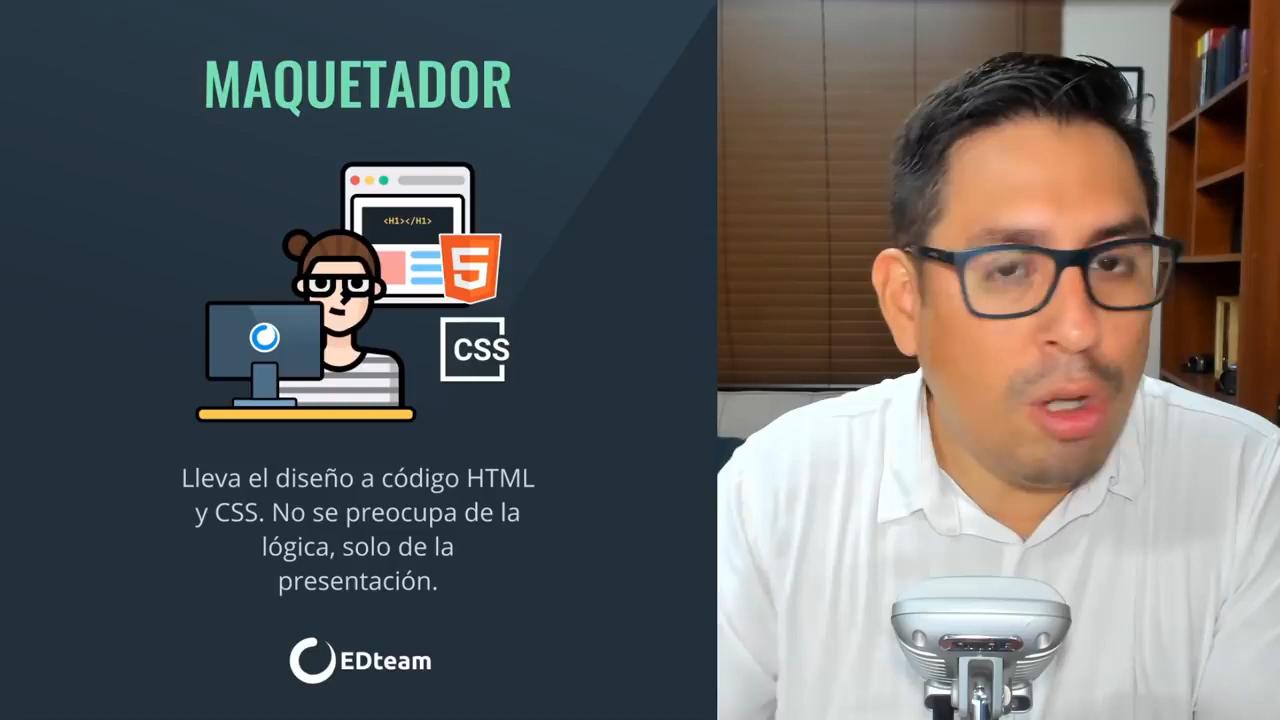 MAQUETADOR
<H1></H1>
5
CSS
Lleva el diseño a código HTML
y CSS. No se preocupa de la
lógica, solo de la
presentación.
EDteam